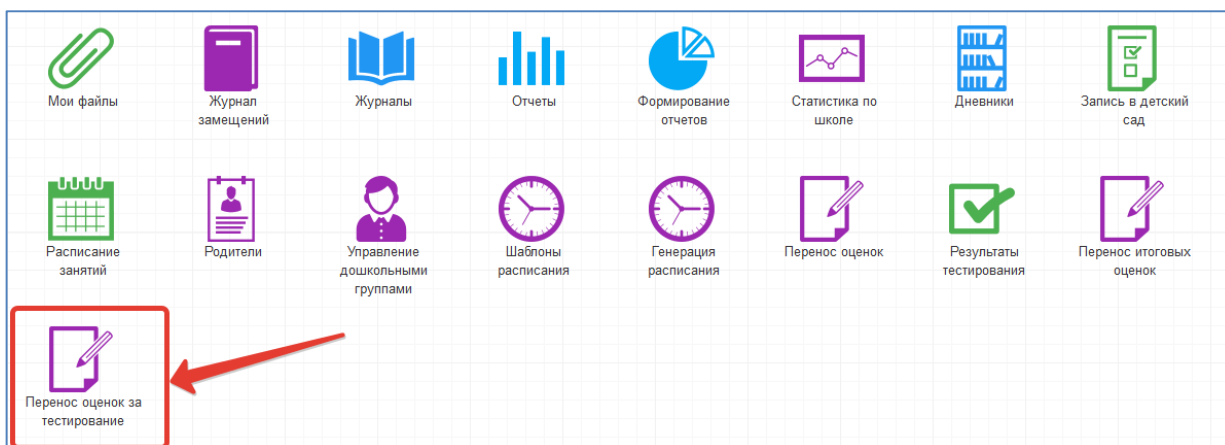 Мои файлы
Журнал
замещений
Журналы
Отчеты
Формирование
отчетов
Статистика по
школе
Дневники
Запись в детский
сад
Расписание
занятий
Родители
Управление
дошкольными
группами
Шаблоны
расписания
Генерация
расписания
Перенос оценок
Результаты
тестирования
Перенос итоговых
оценок
Перенос оценок за
тестирование